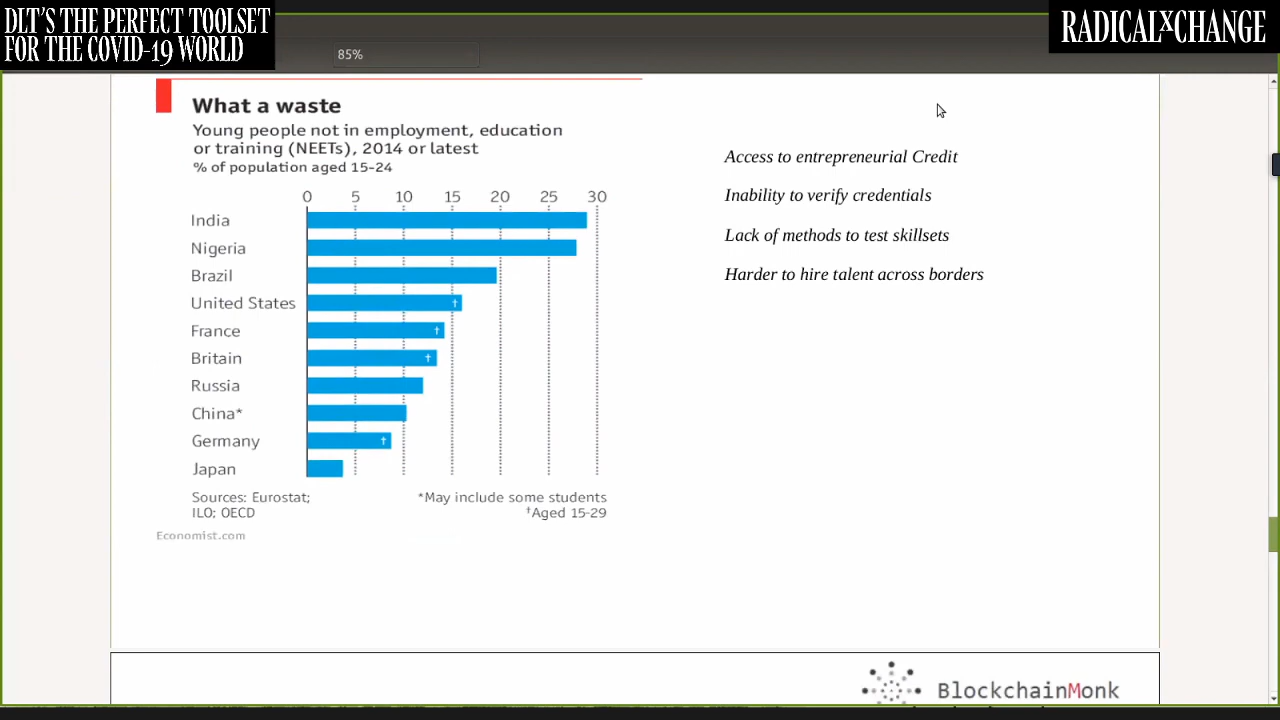 DLT'S THE PERFECT TOOLSET
FOR THE COVID-19 WORLD
RADICALXCHANGE
85%
What a waste
Young people not in employment, education
or training (NEETs), 2014 or latest
% of population aged 15-24
0 5 10 15 20 25 30
India
Nigeria
Brazil
United States †
France †
Britain †
Russia
China*
Germany †
Japan
Sources: Eurostat;
ILO; OECD
*May include some students
†Aged 15-29
Economist.com
Access to entrepreneurial Credit
Inability to verify credentials
Lack of methods to test skillsets
Harder to hire talent across borders
BlockchainMonk